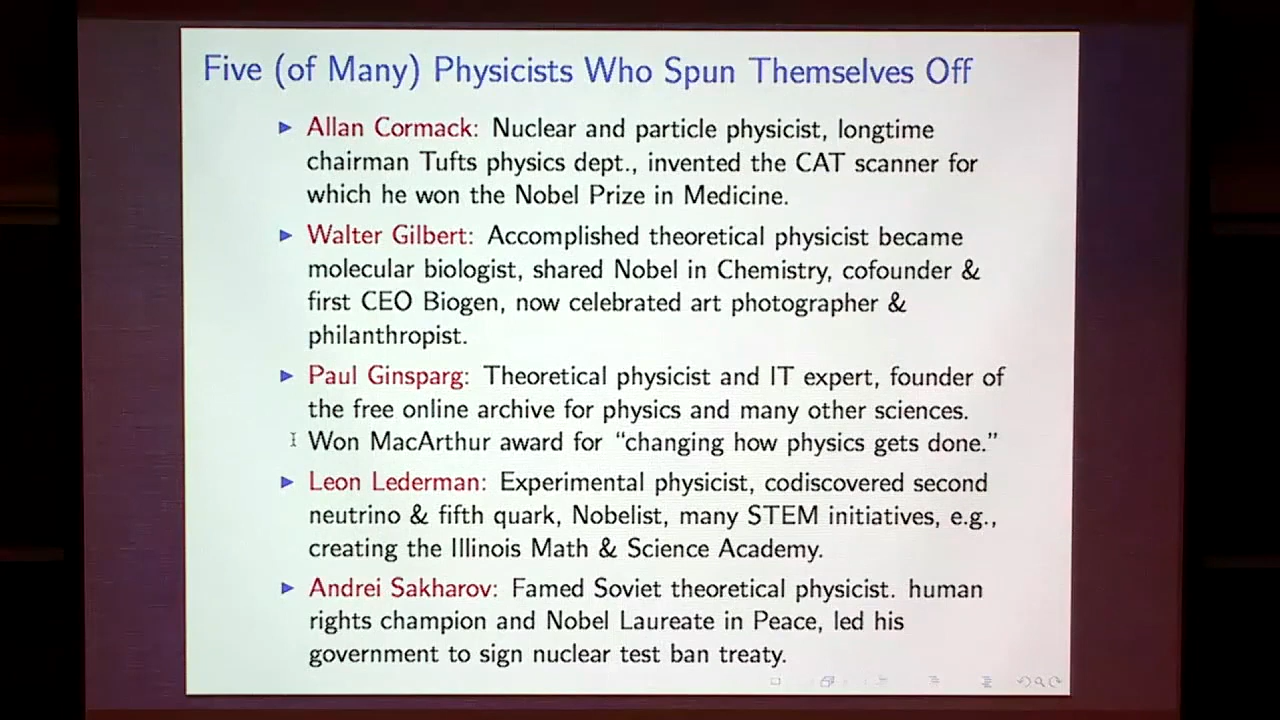 Five (of Many) Physicists Who Spun Themselves Off
Allan Cormack: Nuclear and particle physicist, longtime
chairman Tufts physics dept., invented the CAT scanner for
which he won the Nobel Prize in Medicine.
Walter Gilbert: Accomplished theoretical physicist became
molecular biologist, shared Nobel in Chemistry, cofounder &
first CEO Biogen, now celebrated art photographer &
philanthropist.
Paul Ginsparg: Theoretical physicist and IT expert, founder of
the free online archive for physics and many other sciences.
Won MacArthur award for “changing how physics gets done.”
Leon Lederman: Experimental physicist, codiscovered second
neutrino & fifth quark, Nobelist, many STEM initiatives, e.g.,
creating the Illinois Math & Science Academy.
Andrei Sakharov: Famed Soviet theoretical physicist. human
rights champion and Nobel Laureate in Peace, led his
government to sign nuclear test ban treaty.